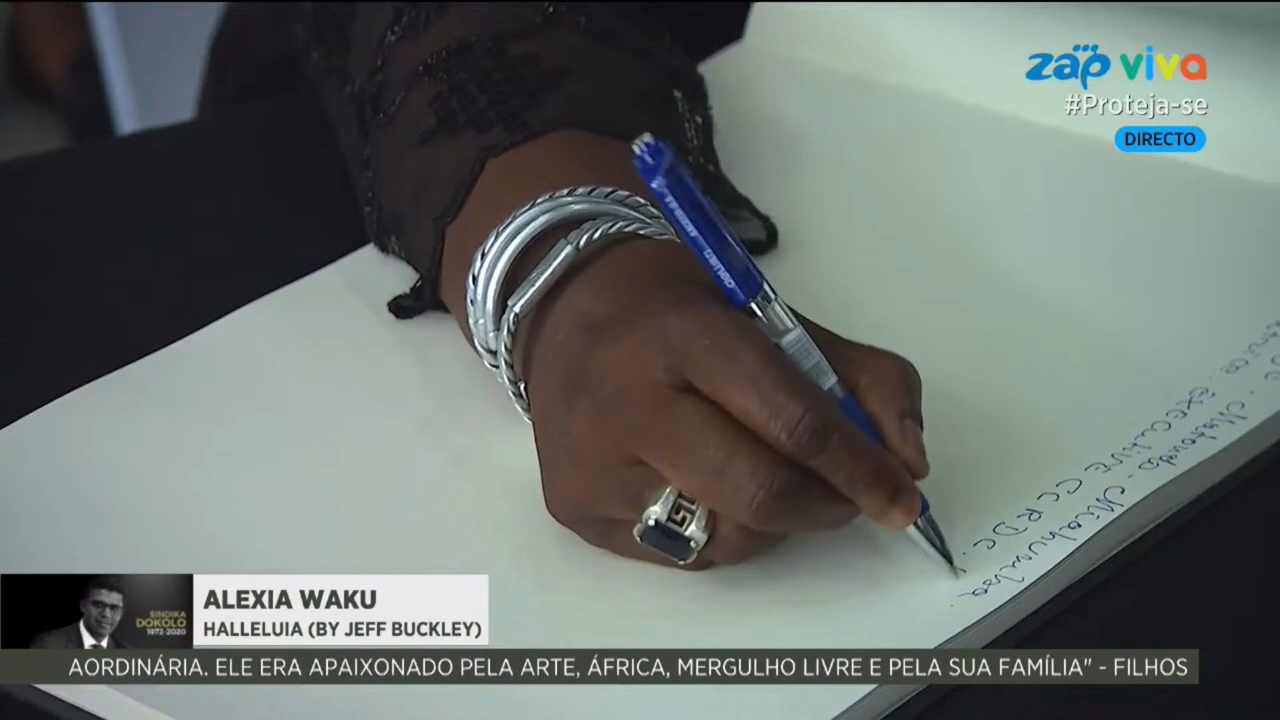 zap viva
#Proteja-se
DIRECTO
SINDIKA
DOKOLO
1972-2020
ALEXIA WAKU
HALLELUIA (BY JEFF BUCKLEY)
AORDINÁRIA. ELE ERA APAIXONADO PELA ARTE, ÁFRICA, MERGULHO LIVRE E PELA SUA FAMÍLIA" - FILHOS
CCRDC.